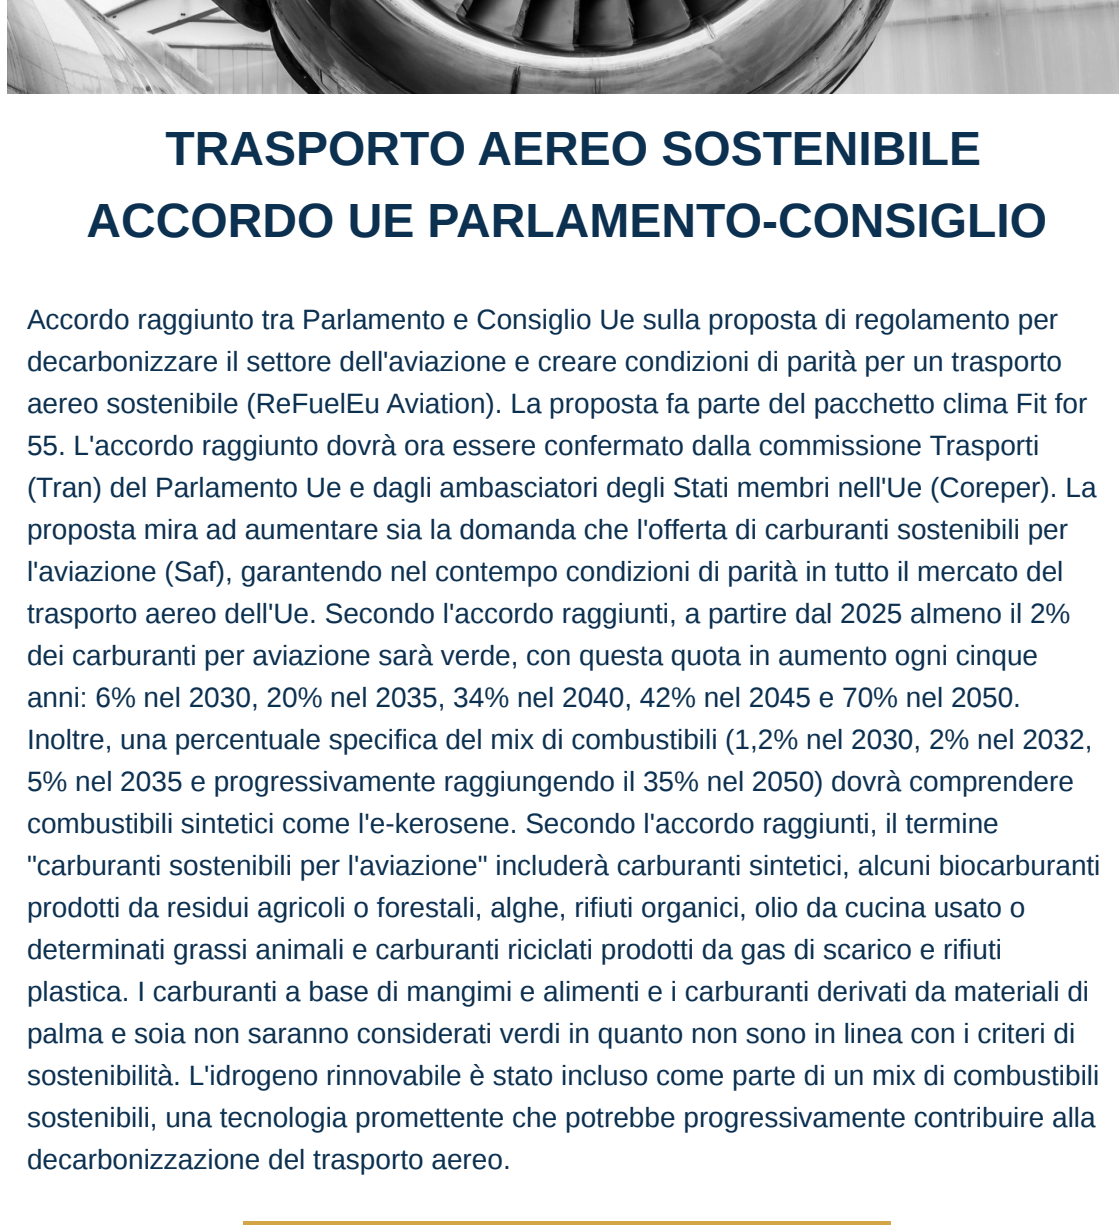 TRASPORTO AEREO SOSTENIBILE
ACCORDO UE PARLAMENTO-CONSIGLIO
Accordo raggiunto tra Parlamento e Consiglio Ue sulla proposta di regolamento per
decarbonizzare il settore dell'aviazione e creare condizioni di parità per un trasporto
aereo sostenibile (ReFuelEu Aviation). La proposta fa parte del pacchetto clima Fit for
55. L'accordo raggiunto dovrà ora essere confermato dalla commissione Trasporti
(Tran) del Parlamento Ue e dagli ambasciatori degli Stati membri nell'Ue (Coreper). La
proposta mira ad aumentare sia la domanda che l'offerta di carburanti sostenibili per
l'aviazione (Saf), garantendo nel contempo condizioni di parità in tutto il mercato del
trasporto aereo dell'Ue. Secondo l'accordo raggiunti, a partire dal 2025 almeno il 2%
dei carburanti per aviazione sarà verde, con questa quota in aumento ogni cinque
anni: 6% nel 2030, 20% nel 2035, 34% nel 2040, 42% nel 2045 e 70% nel 2050.
Inoltre, una percentuale specifica del mix di combustibili (1,2% nel 2030, 2% nel 2032,
5% nel 2035 e progressivamente raggiungendo il 35% nel 2050) dovrà comprendere
combustibili sintetici come l'e-kerosene. Secondo l'accordo raggiunti, il termine
"carburanti sostenibili per l'aviazione" includerà carburanti sintetici, alcuni biocarburanti
prodotti da residui agricoli o forestali, alghe, rifiuti organici, olio da cucina usato o
determinati grassi animali e carburanti riciclati prodotti da gas di scarico e rifiuti
plastica. I carburanti a base di mangimi e alimenti e i carburanti derivati da materiali di
palma e soia non saranno considerati verdi in quanto non sono in linea con i criteri di
sostenibilità. L'idrogeno rinnovabile è stato incluso come parte di un mix di combustibili
sostenibili, una tecnologia promettente che potrebbe progressivamente contribuire alla
decarbonizzazione del trasporto aereo.